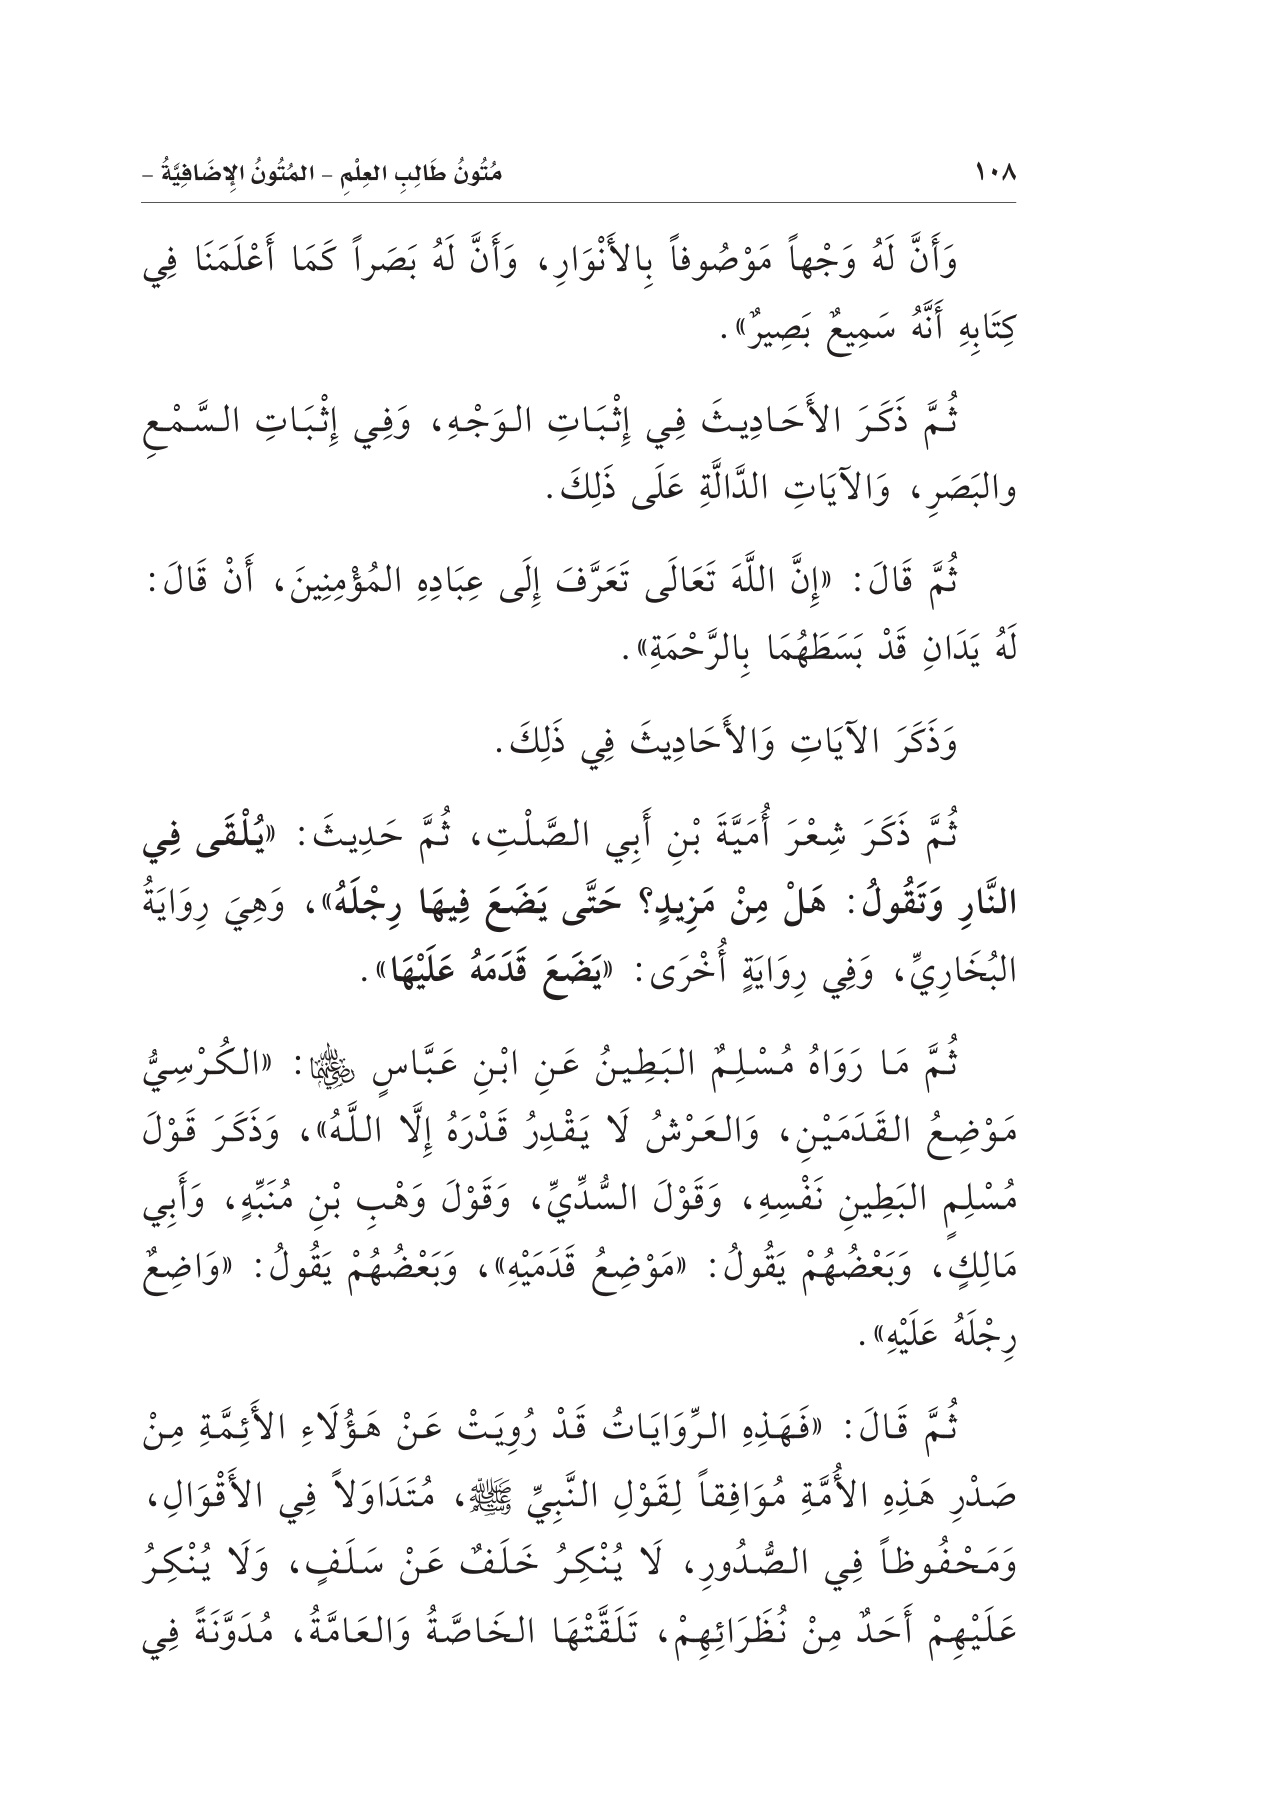 ١٠٨ مُتُونُ طَالِبِ العِلْمِ – المُتُونُ الإِضَافِيَّةُ –
وَأَنَّ لَهُ وَجْهاً مَوْصُوفاً بِالأَنْوَارِ، وَأَنَّ لَهُ بَصَراً كَمَا أَعْلَمَنَا فِي
كِتَابِهِ أَنَّهُ سَمِيعٌ بَصِيرٌ».
ثُمَّ ذَكَرَ الأَحَادِيثَ فِي إِثْبَاتِ الوَجْهِ، وَفِي إِثْبَاتِ السَّمْعِ
والبَصَرِ، وَالآيَاتِ الدَّالَّةِ عَلَى ذَلِكَ.
ثُمَّ قَالَ: «إِنَّ اللَّهَ تَعَالَى تَعَرَّفَ إِلَى عِبَادِهِ المُؤْمِنِينَ، أَنْ قَالَ:
لَهُ يَدَانِ قَدْ بَسَطَهُمَا بِالرَّحْمَةِ».
وَذَكَرَ الآيَاتِ وَالأَحَادِيثَ فِي ذَلِكَ.
ثُمَّ ذَكَرَ شِعْرَ أُمَيَّةَ بْنِ أَبِي الصَّلْتِ، ثُمَّ حَدِيثَ: «يُلْقَى فِي
النَّارِ وَتَقُولُ: هَلْ مِنْ مَزِيدٍ؟ حَتَّى يَضَعَ فِيهَا رِجْلَهُ»، وَهِيَ رِوَايَةُ
البُخَارِيِّ، وَفِي رِوَايَةٍ أُخْرَى: «يَضَعَ قَدَمَهُ عَلَيْهَا».
ثُمَّ مَا رَوَاهُ مُسْلِمٌ البَطِينُ عَنِ ابْنِ عَبَّاسٍ رضي الله عنهما: «الكُرْسِيُّ
مَوْضِعُ القَدَمَيْنِ، وَالعَرْشُ لَا يَقْدِرُ قَدْرَهُ إِلَّا اللَّهُ»، وَذَكَرَ قَوْلَ
مُسْلِمٍ البَطِينِ نَفْسِهِ، وَقَوْلَ السُّدِّيِّ، وَقَوْلَ وَهْبِ بْنِ مُنَبِّهٍ، وَأَبِي
مَالِكٍ، وَبَعْضُهُمْ يَقُولُ: «مَوْضِعُ قَدَمَيْهِ»، وَبَعْضُهُمْ يَقُولُ: «وَاضِعٌ
رِجْلَهُ عَلَيْهِ».
ثُمَّ قَالَ: «فَهَذِهِ الرِّوَايَاتُ قَدْ رُوِيَتْ عَنْ هَؤُلَاءِ الأَئِمَّةِ مِنْ
صَدْرِ هَذِهِ الأُمَّةِ مُوَافِقاً لِقَوْلِ النَّبِيِّ ﷺ، مُتَدَاوَلاً فِي الأَقْوَالِ،
وَمَحْفُوظاً فِي الصُّدُورِ، لَا يُنْكِرُ خَلَفٌ عَنْ سَلَفٍ، وَلَا يُنْكِرُ
عَلَيْهِمْ أَحَدٌ مِنْ نُظَرَائِهِمْ، تَلَقَّتْهَا الخَاصَّةُ وَالعَامَّةُ، مُدَوَّنَةً فِي